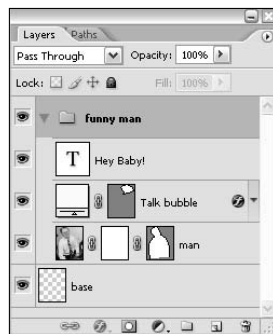 Layers Paths
Pass Through Opacity: 100%
Lock: Fill: 100%
funny man
T Hey Baby!
Talk bubble
man
base